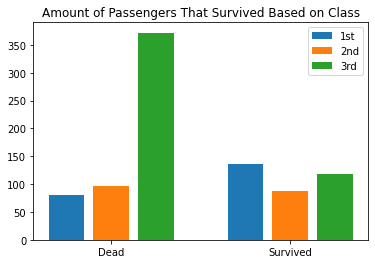 Amount of Passengers That Survived Based on Class
1st
2nd
3rd
350
300
250
200
150
100
50
0
Dead
Survived